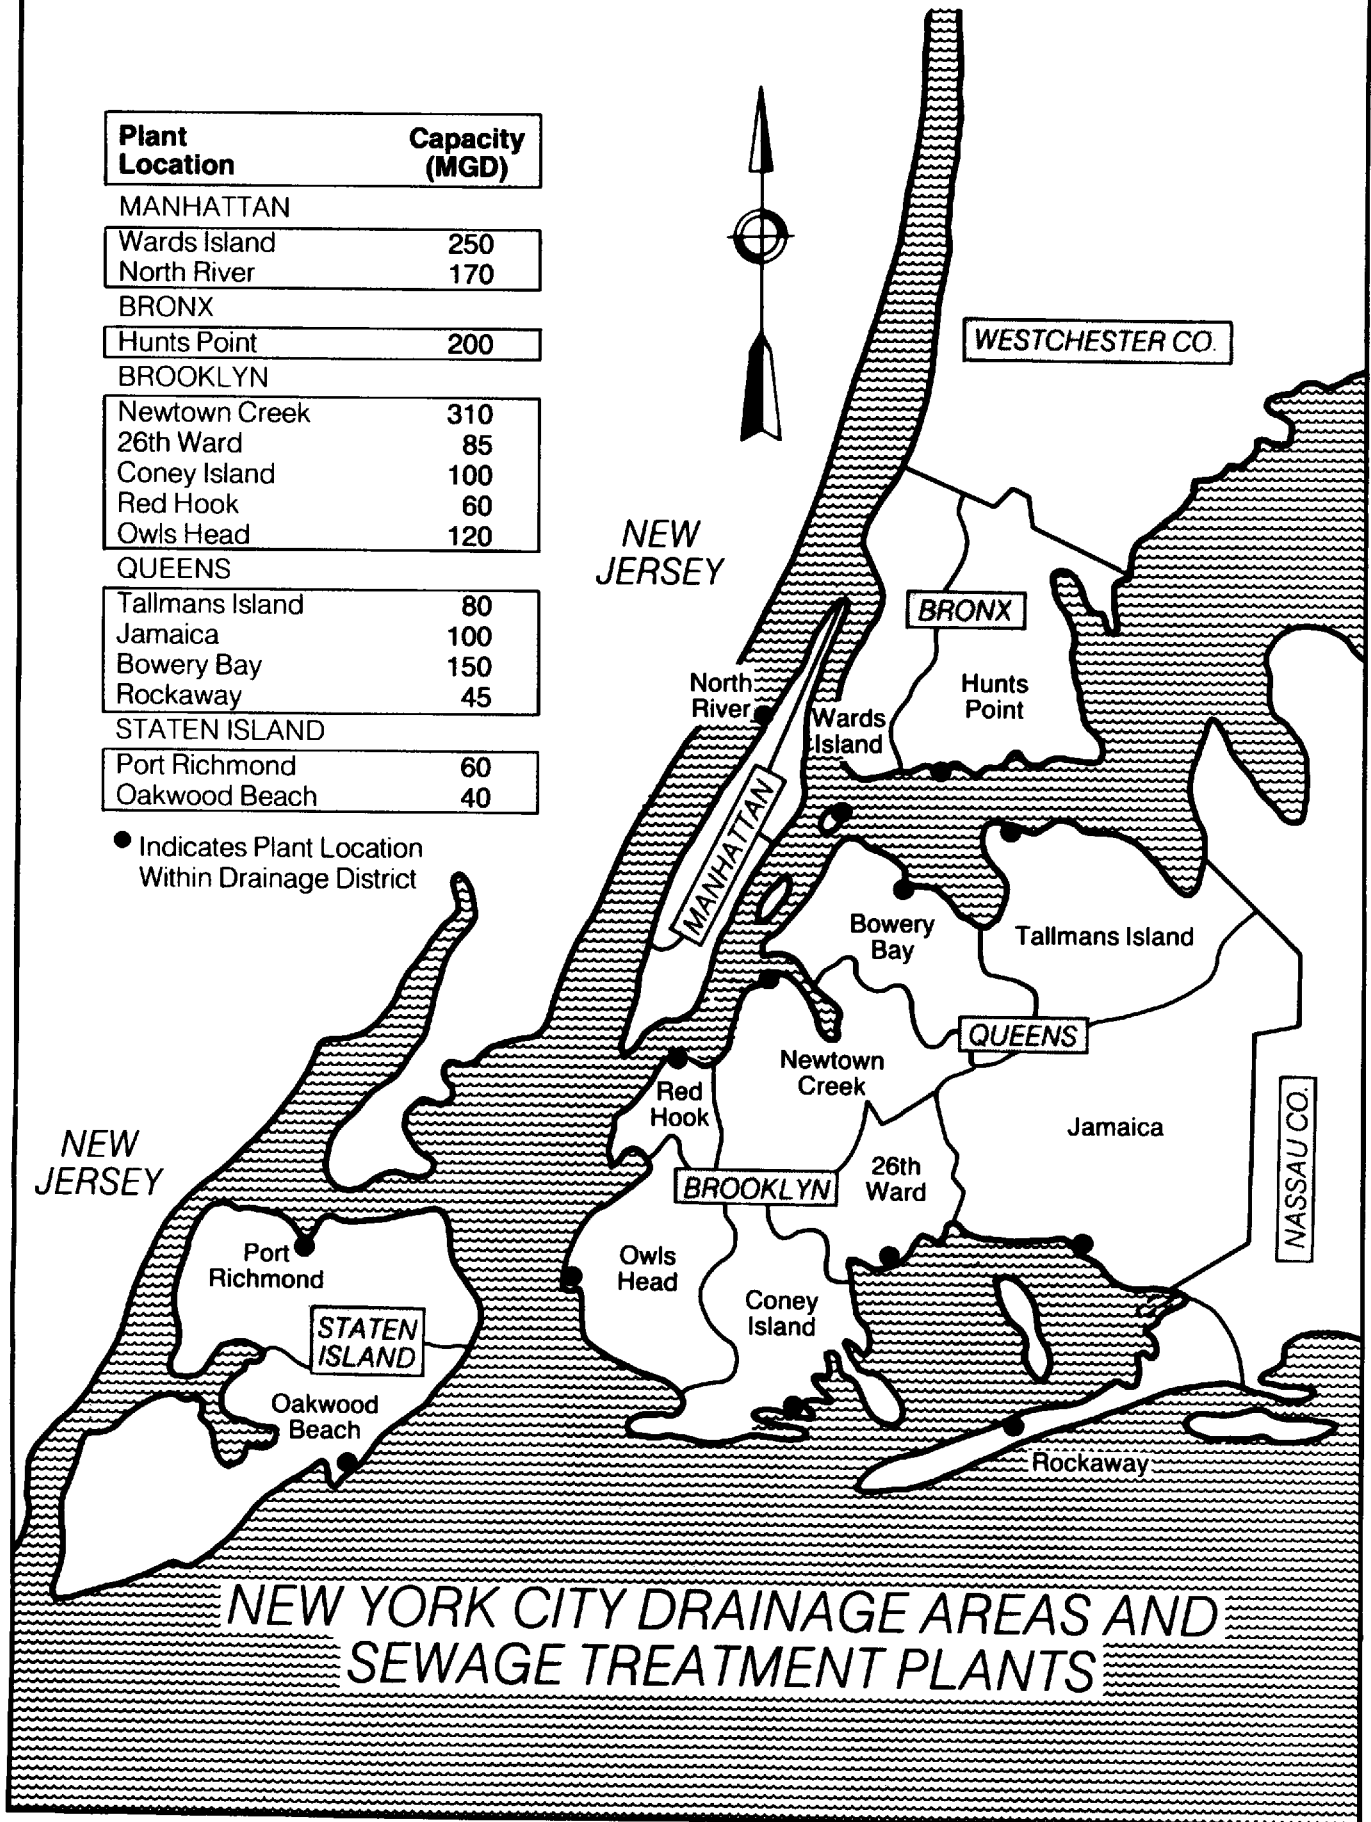 Plant Capacity
Location (MGD)
MANHATTAN
Wards Island 250
North River 170
BRONX
Hunts Point 200
BROOKLYN
Newtown Creek 310
26th Ward 85
Coney Island 100
Red Hook 60
Owls Head 120
QUEENS
Tallmans Island 80
Jamaica 100
Bowery Bay 150
Rockaway 45
STATEN ISLAND
Port Richmond 60
Oakwood Beach 40
Indicates Plant Location
Within Drainage District
WESTCHESTER CO.
NEW
JERSEY
BRONX
Hunts
Point
North
River
Wards
Island
MANHATTAN
Bowery
Bay
Tallmans Island
QUEENS
Newtown
Creek
Red
Hook
Jamaica
NASSAU CO.
NEW
JERSEY
26th
Ward
BROOKLYN
Port
Richmond
Owls
Head
Coney
Island
STATEN
ISLAND
Oakwood
Beach
Rockaway
NEW YORK CITY DRAINAGE AREAS AND
SEWAGE TREATMENT PLANTS